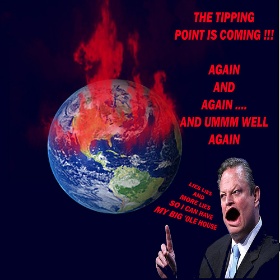 THE TIPPING
POINT IS COMING !!!
AGAIN
AND
AGAIN ....
AND UMMM WELL
AGAIN
LIES LIES
AND
MORE LIES
SO I CAN HAVE
MY BIG 'OLE HOUSE